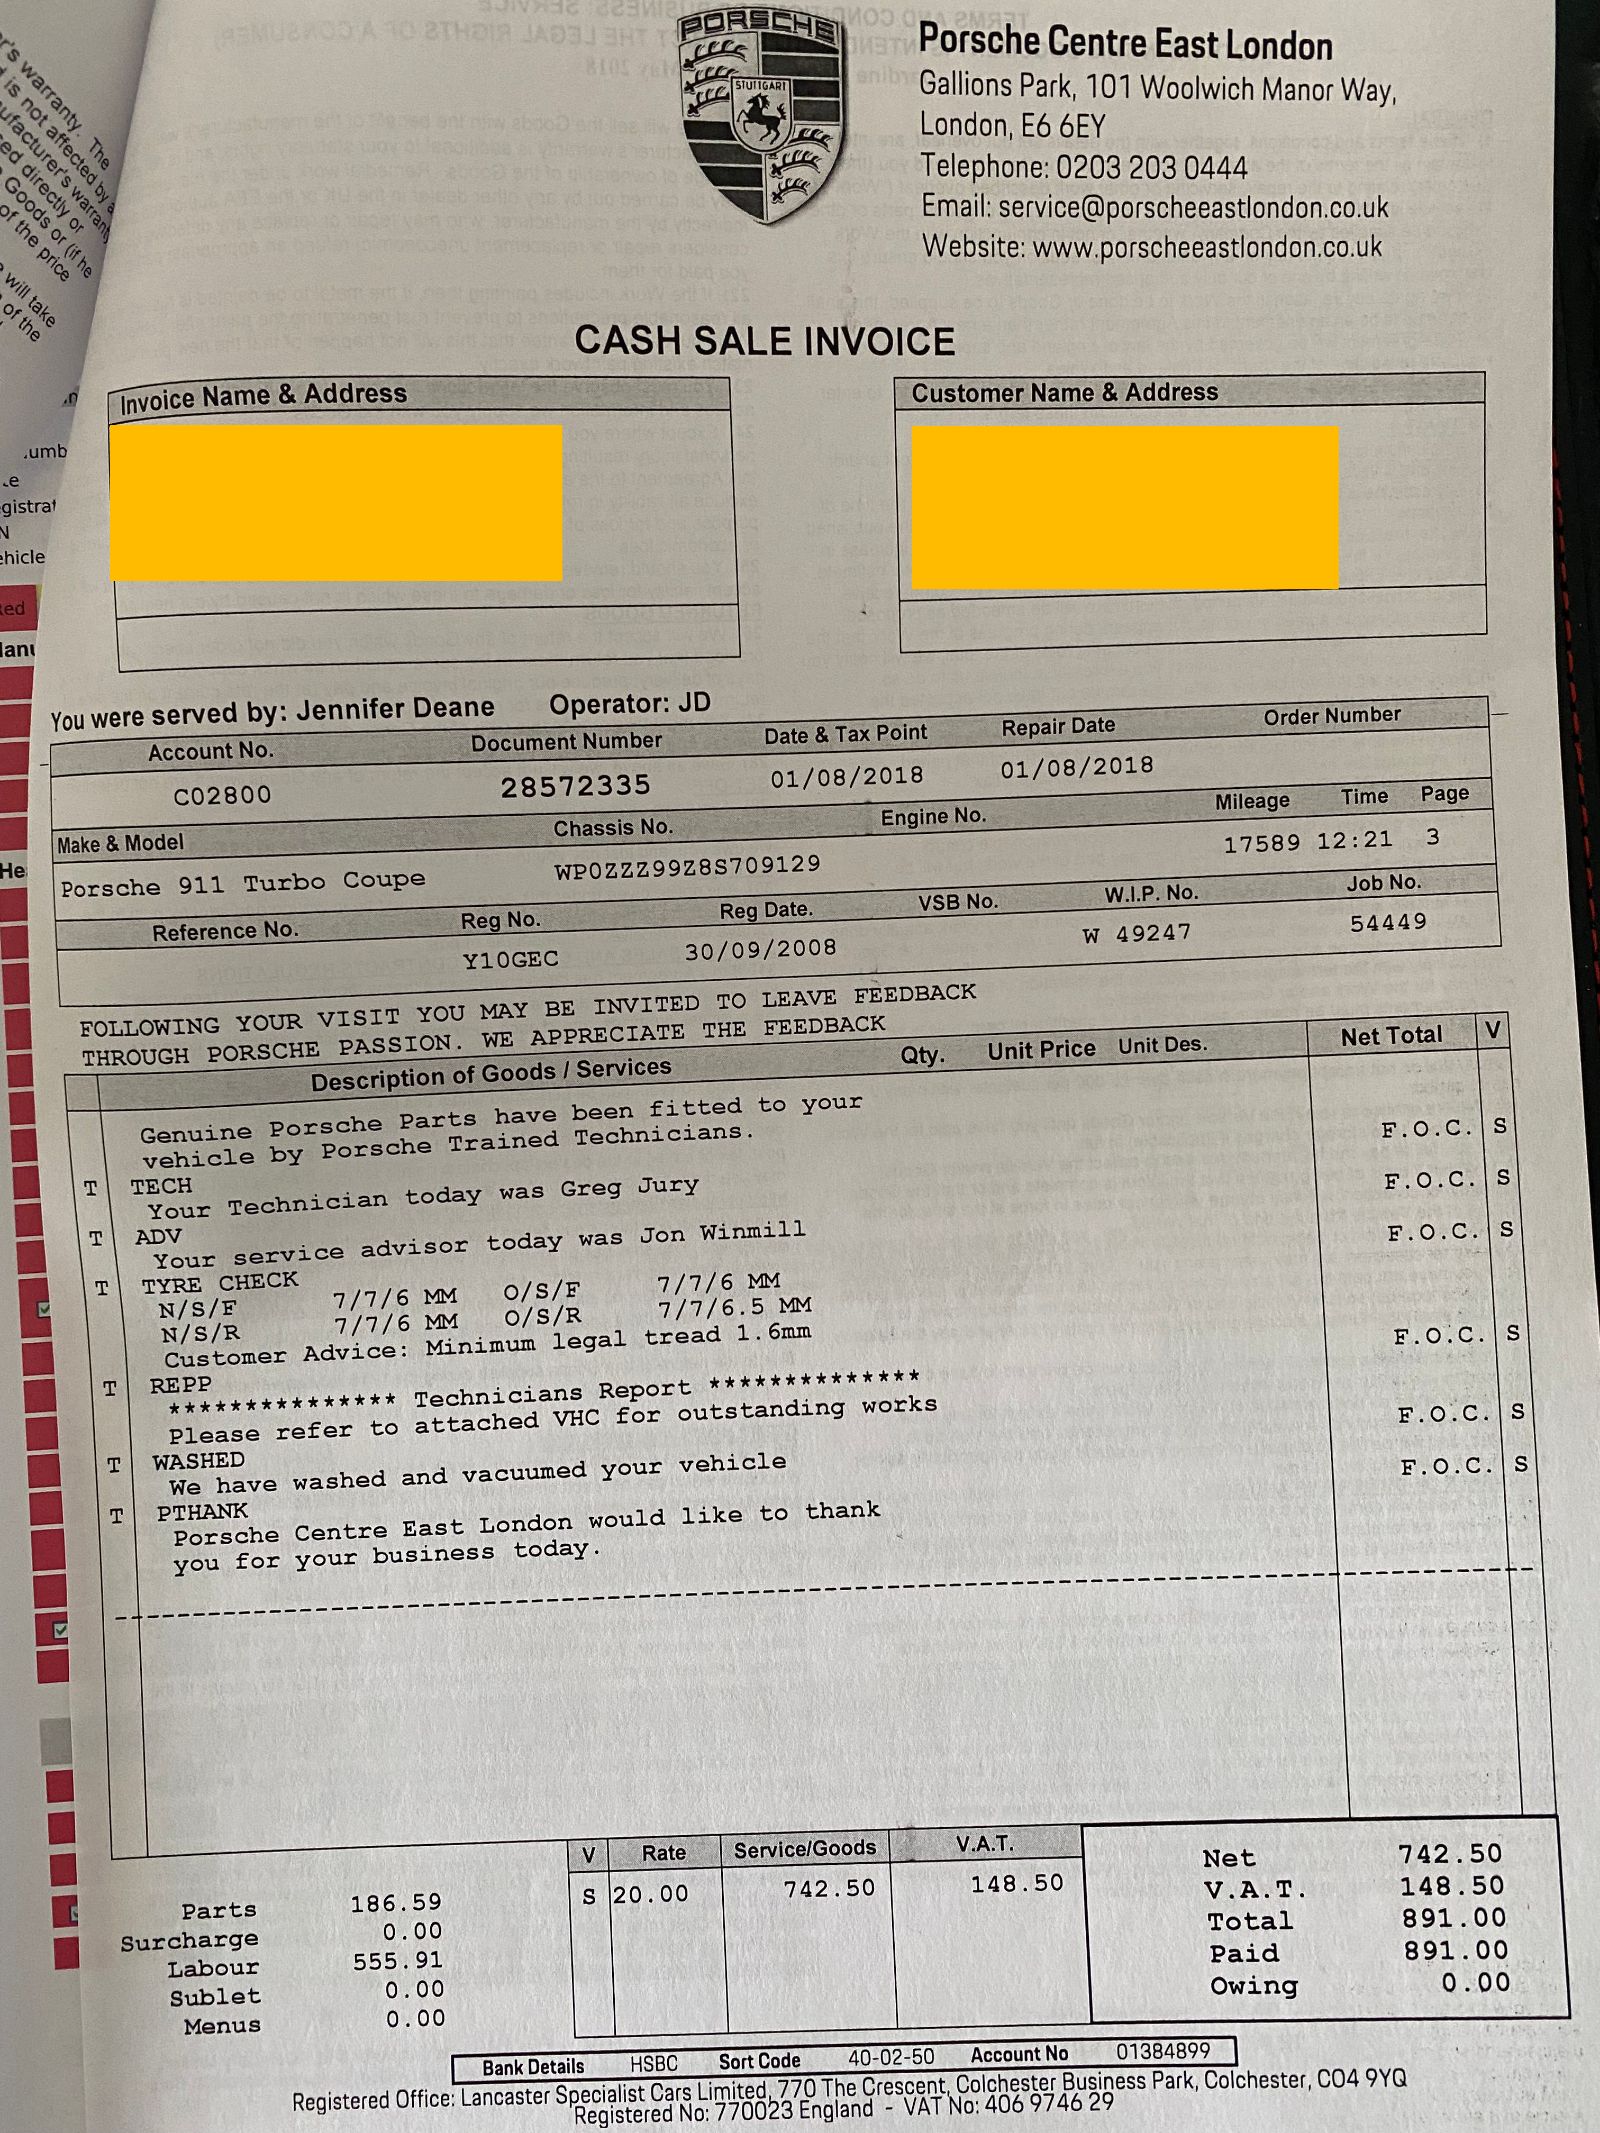 PORSCHE
STUTTGART
Porsche Centre East London
Gallions Park, 101 Woolwich Manor Way,
London, E6 6EY
Telephone: 0203 203 0444
Email: service@porscheeastlondon.co.uk
Website: www.porscheeastlondon.co.uk
CASH SALE INVOICE
Invoice Name & Address
Customer Name & Address
You were served by: Jennifer Deane Operator: JD
Account No. Document Number Date & Tax Point Repair Date Order Number
C02800 28572335 01/08/2018 01/08/2018
Make & Model Chassis No. Engine No. Mileage Time Page
Porsche 911 Turbo Coupe WP0ZZZ99Z8S709129 17589 12:21 3
Reference No. Reg No. Reg Date. VSB No. W.I.P. No. Job No.
Y10GEC 30/09/2008 W 49247 54449
FOLLOWING YOUR VISIT YOU MAY BE INVITED TO LEAVE FEEDBACK
THROUGH PORSCHE PASSION. WE APPRECIATE THE FEEDBACK
Description of Goods / Services Qty. Unit Price Unit Des. Net Total V
Genuine Porsche Parts have been fitted to your
vehicle by Porsche Trained Technicians.
T TECH F.O.C. S
Your Technician today was Greg Jury
T ADV F.O.C. S
Your service advisor today was Jon Winmill
T TYRE CHECK F.O.C. S
N/S/F 7/7/6 MM O/S/F 7/7/6 MM
N/S/R 7/7/6 MM O/S/R 7/7/6.5 MM
Customer Advice: Minimum legal tread 1.6mm
T REPP F.O.C. S
*************** Technicians Report **************
Please refer to attached VHC for outstanding works
T WASHED F.O.C. S
We have washed and vacuumed your vehicle
T PTHANK F.O.C. S
Porsche Centre East London would like to thank
you for your business today.
Parts 186.59
Surcharge 0.00
Labour 555.91
Sublet 0.00
Menus 0.00
V Rate Service/Goods V.A.T.
S 20.00 742.50 148.50
Net 742.50
V.A.T. 148.50
Total 891.00
Paid 891.00
Owing 0.00
Bank Details HSBC Sort Code 40-02-50 Account No 01384899
Registered Office: Lancaster Specialist Cars Limited, 770 The Crescent, Colchester Business Park, Colchester, CO4 9YQ
Registered No: 770023 England - VAT No: 406 9746 29